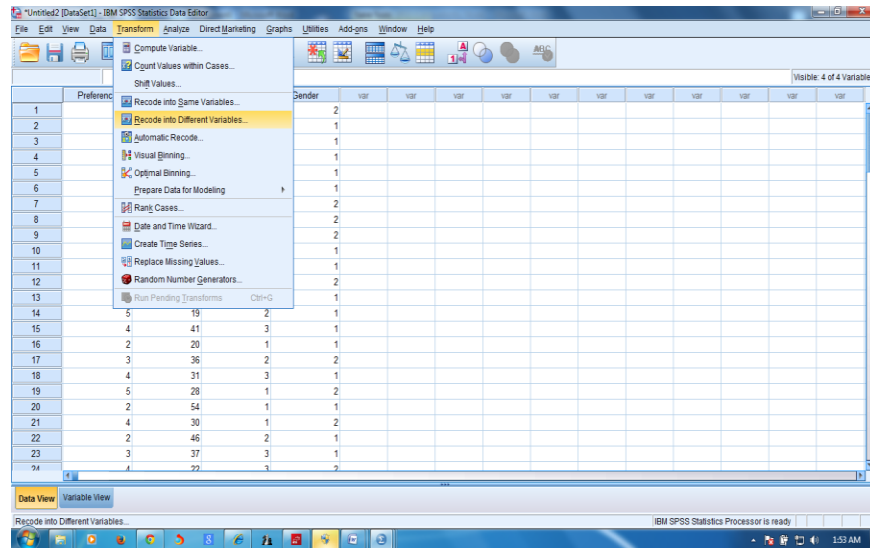 *Untitled2 [DataSet1] - IBM SPSS Statistics Data Editor
File Edit View Data Transform Analyze Direct Marketing Graphs Utilities Add-ons Window Help
Visible: 4 of 4 Variable
Compute Variable...
Count Values within Cases...
Shift Values...
Recode into Same Variables...
Recode into Different Variables...
Automatic Recode...
Visual Binning...
Optimal Binning...
Prepare Data for Modeling
Rank Cases...
Date and Time Wizard...
Create Time Series...
Replace Missing Values...
Random Number Generators...
Run Pending Transforms Ctrl+G
Preferenc Gender var var var var var var var var var var
1 2
2 1
3 1
4 1
5 1
6 1
7 2
8 2
9 2
10 1
11 1
12 2
13 1
14 5 19 2 1
15 4 41 3 1
16 2 20 1 1
17 3 36 2 2
18 4 31 3 1
19 5 28 1 2
20 2 54 1 1
21 4 30 1 2
22 2 46 2 1
23 3 37 3 1
24 4 22 3 2
Data View Variable View
Recode into Different Variables... IBM SPSS Statistics Processor is ready
1:53 AM